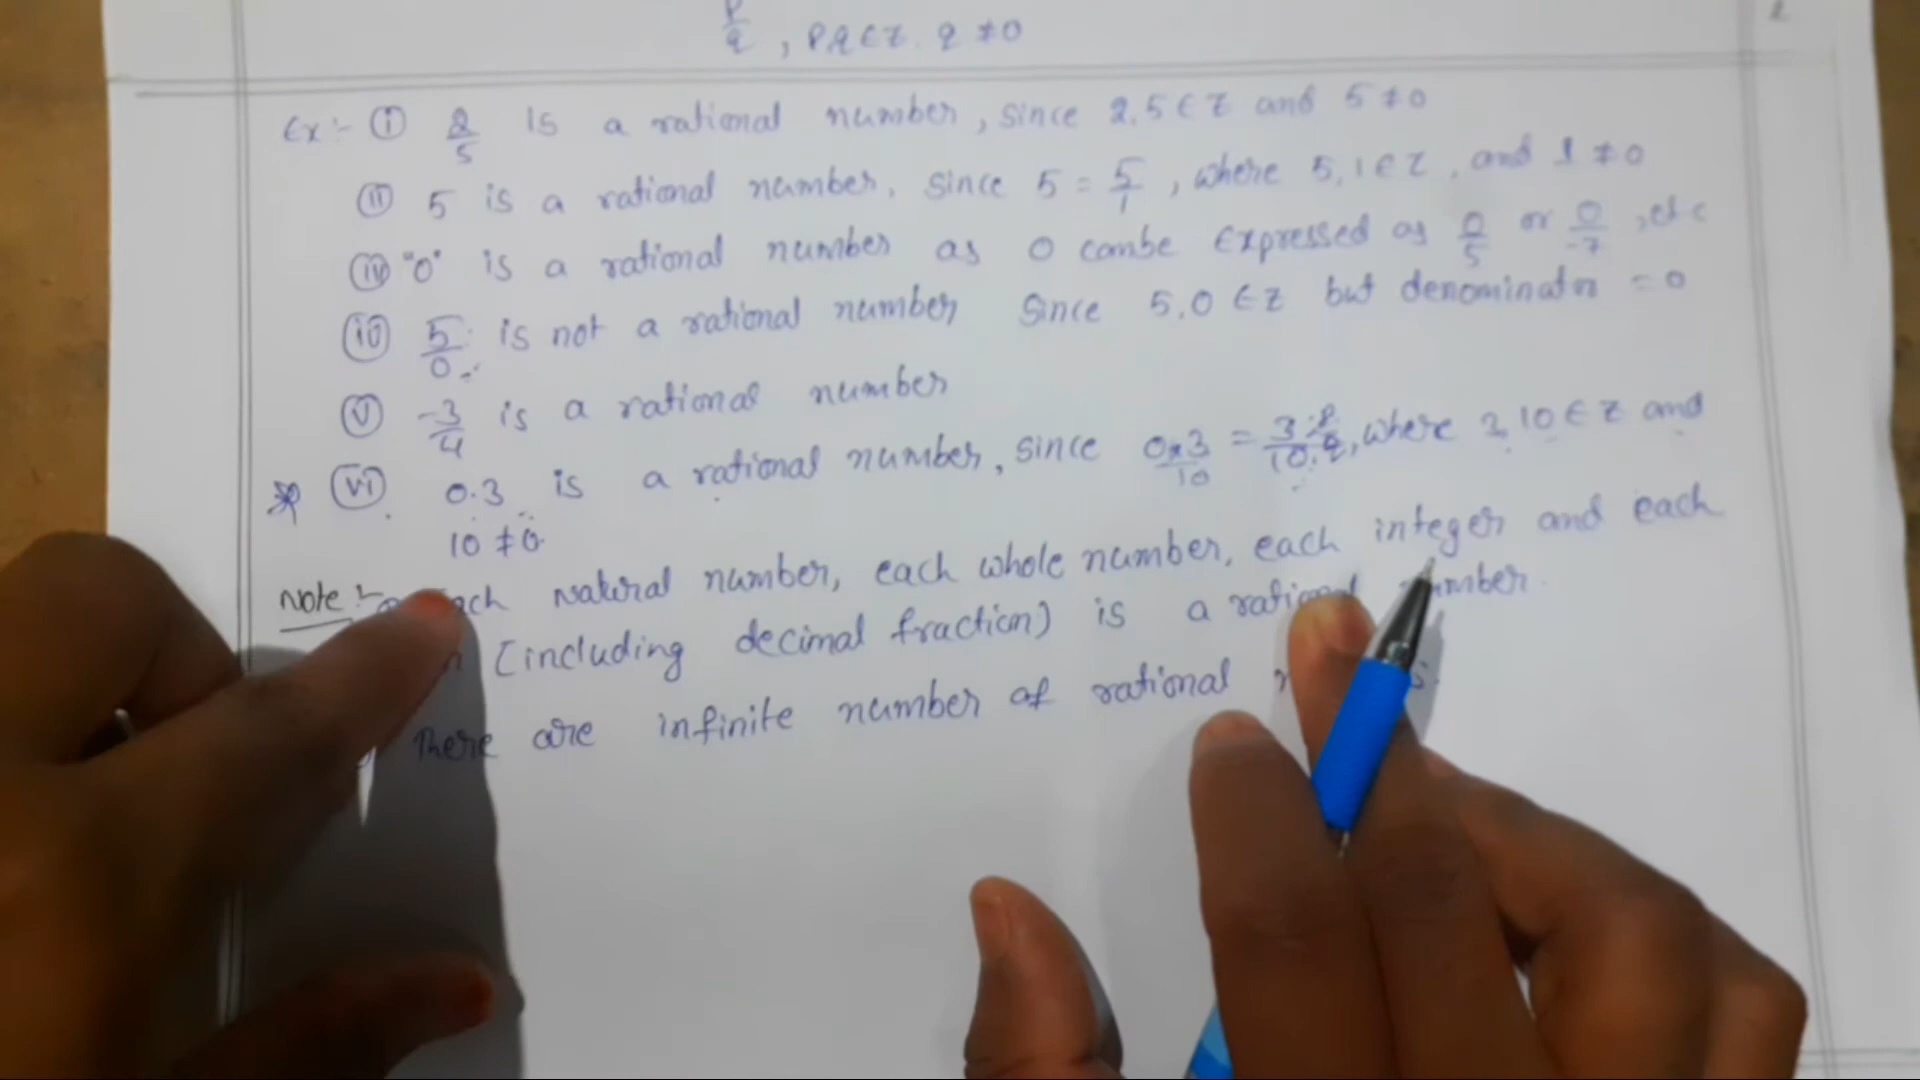 p/q , p,q ∈ Z. q ≠ 0
Ex:- (i) 2/5 is a rational number, since 2,5 ∈ Z and 5 ≠ 0
(ii) 5 is a rational number, since 5 = 5/1, where 5,1 ∈ Z, and 1 ≠ 0
"0" is a rational number as 0 canbe Expressed as 0/5 or 0/-7, etc
5/0 is not a rational number Since 5,0 ∈ Z but denominator = 0
(v) -3/4 is a rational number
(vi) 0.3 is a rational number, since = 3/10, where 3,10 ∈ Z and
10 ≠ 0.
Note:- natural number, each whole number, each integer and each
(including decimal fraction) is a
There are infinite number of rational